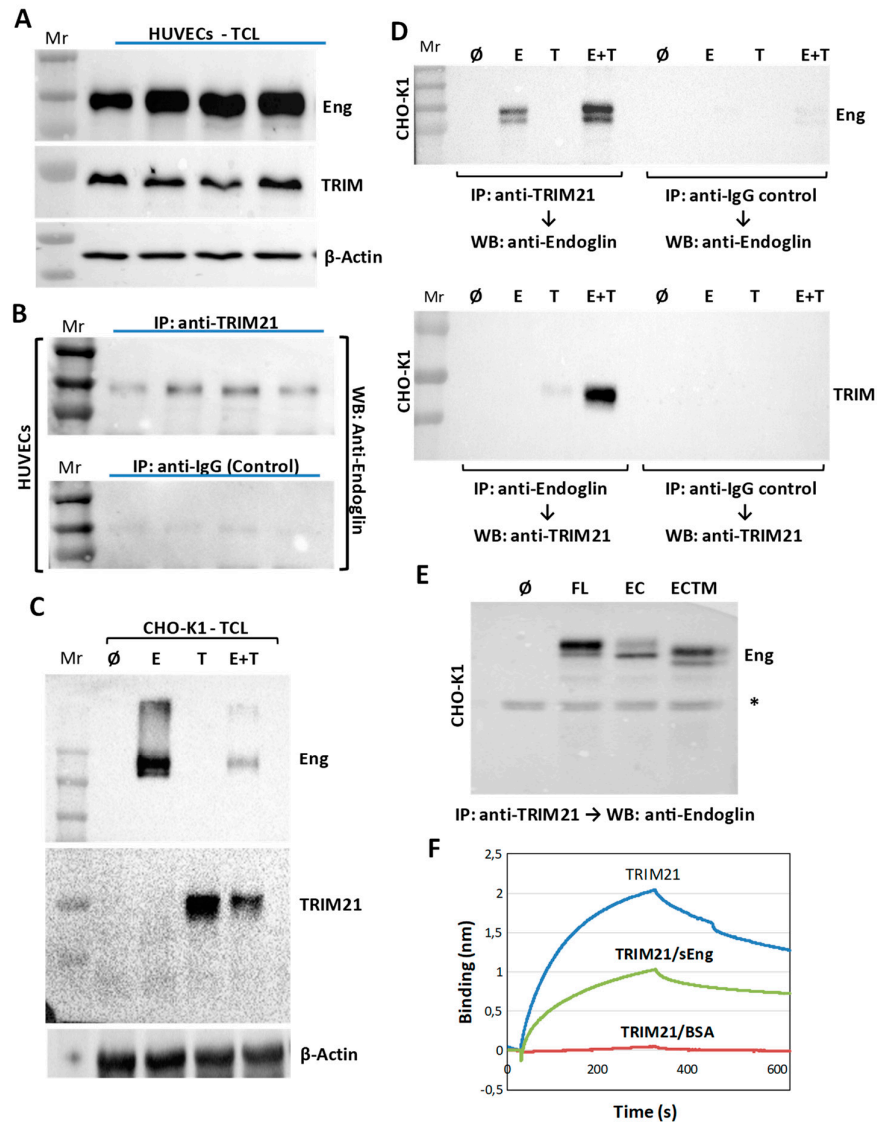 A
Mr
HUVECs - TCL
Eng
TRIM
β-Actin
B
Mr
IP: anti-TRIM21
HUVECs
WB: Anti-Endoglin
Mr
IP: anti-IgG (Control)
C
CHO-K1 - TCL
Mr Ø E T E+T
Eng
TRIM21
β-Actin
D
Mr Ø E T E+T Ø E T E+T
CHO-K1
Eng
IP: anti-TRIM21 IP: anti-IgG control
↓ ↓
WB: anti-Endoglin WB: anti-Endoglin
Mr Ø E T E+T Ø E T E+T
CHO-K1
TRIM
IP: anti-Endoglin IP: anti-IgG control
↓ ↓
WB: anti-TRIM21 WB: anti-TRIM21
E
Ø FL EC ECTM
CHO-K1
Eng
*
IP: anti-TRIM21 → WB: anti-Endoglin
F
2,5
2
1,5
1
0,5
0
-0,5
Binding (nm)
TRIM21
TRIM21/sEng
TRIM21/BSA
0 200 400 600
Time (s)